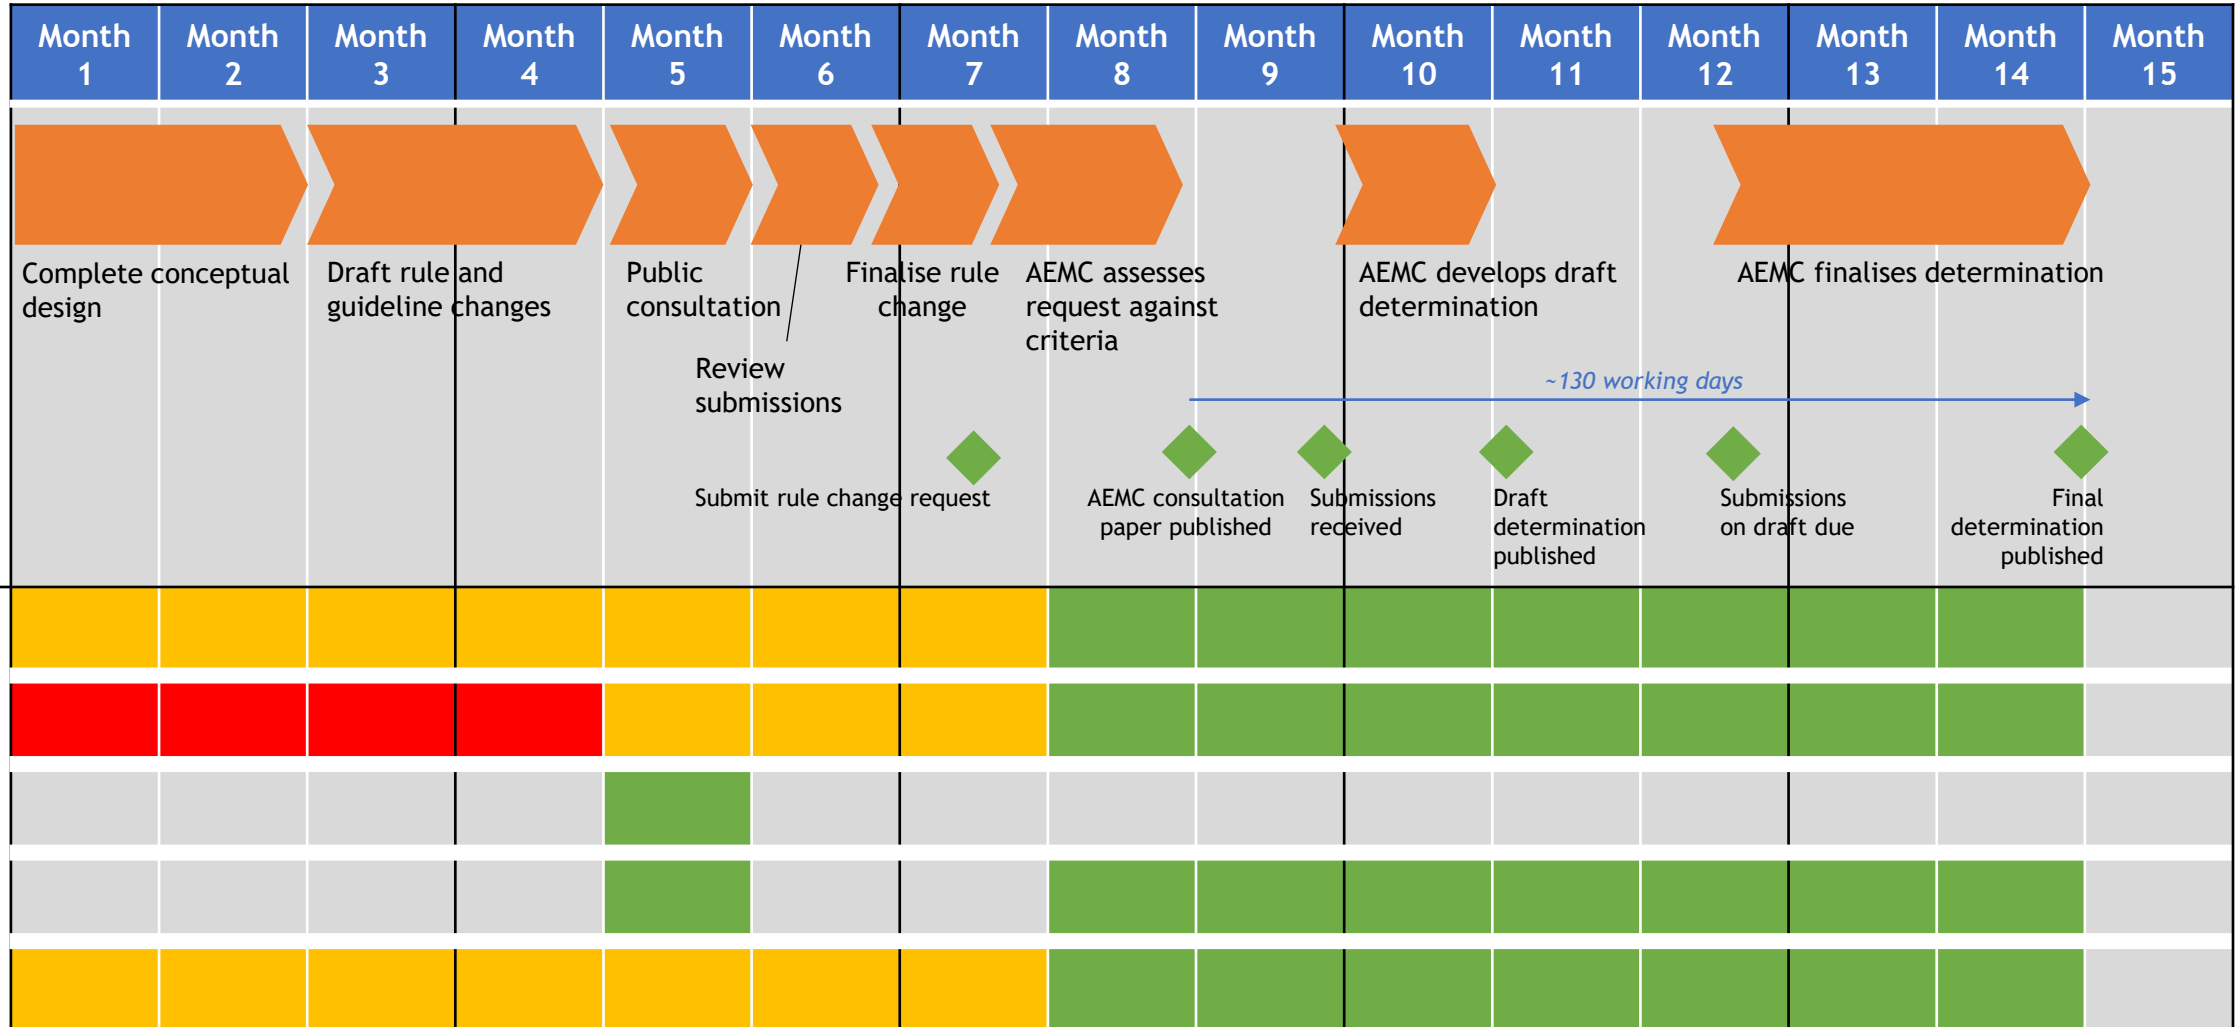 Month
1
Month
2
Month
3
Month
4
Month
5
Month
6
Month
7
Month
8
Month
9
Month
10
Month
11
Month
12
Month
13
Month
14
Month
15
Complete conceptual
design
Draft rule and
guideline changes
Public
consultation
Review
submissions
Finalise rule
change
AEMC assesses
request against
criteria
AEMC develops draft
determination
AEMC finalises determination
~130 working days
Submit rule change request
AEMC consultation
paper published
Submissions
received
Draft
determination
published
Submissions
on draft due
Final
determination
published